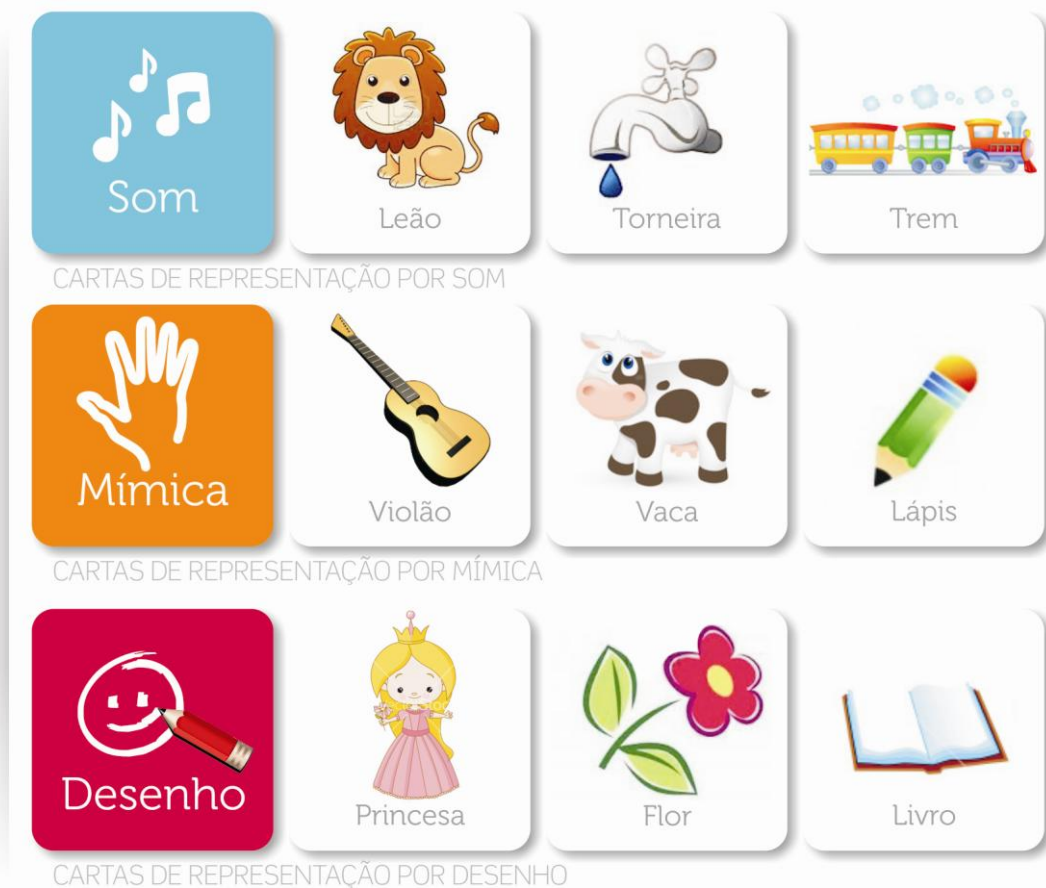 Som
Leão
Torneira
Trem
CARTAS DE REPRESENTAÇÃO POR SOM
Mímica
Violão
Vaca
Lápis
CARTAS DE REPRESENTAÇÃO POR MÍMICA
Desenho
Princesa
Flor
Livro
CARTAS DE REPRESENTAÇÃO POR DESENHO